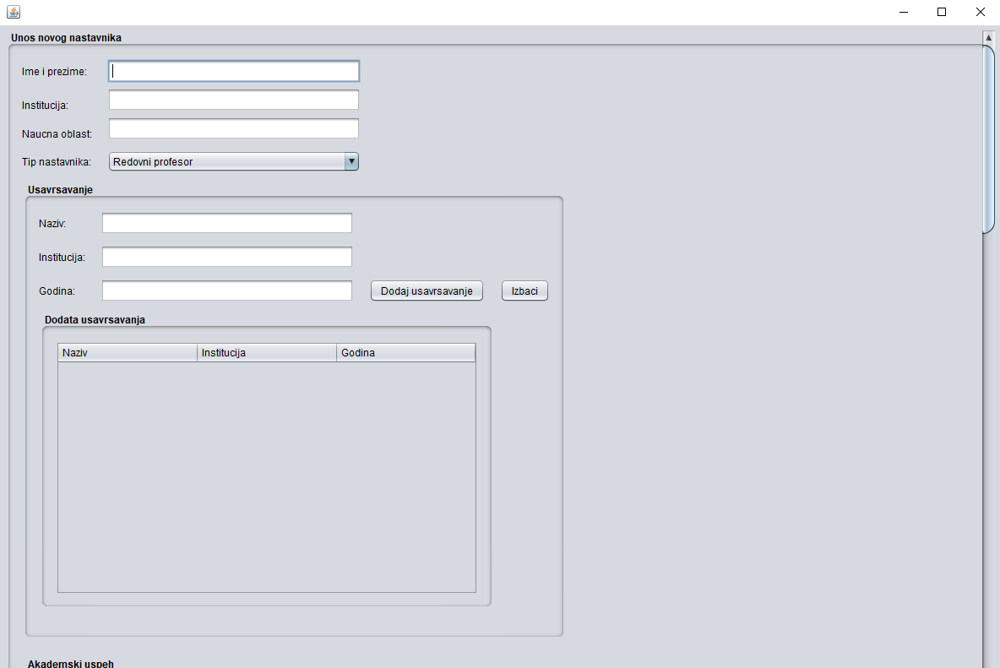 Unos novog nastavnika
Ime i prezime:
Institucija:
Naucna oblast:
Tip nastavnika: Redovni profesor
Usavrsavanje
Naziv:
Institucija:
Godina: Dodaj usavrsavanje Izbaci
Dodata usavrsavanja
Naziv Institucija Godina
Akademski uspeh